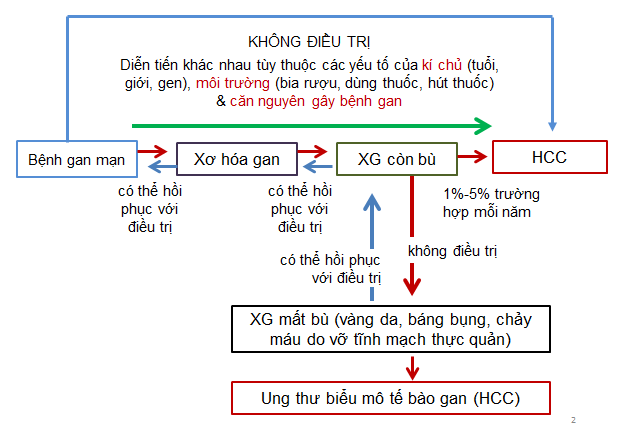 KHÔNG ĐIỀU TRỊ
Diễn tiến khác nhau tùy thuộc các yếu tố của kí chủ (tuổi,
giới, gen), môi trường (bia rượu, dùng thuốc, hút thuốc)
& căn nguyên gây bệnh gan
Bệnh gan mạn
Xơ hóa gan
XG còn bù
HCC
có thể hồi
phục với
điều trị
có thể hồi
phục với
điều trị
1%-5% trường
hợp mỗi năm
có thể hồi phục
với điều trị
không điều trị
XG mất bù (vàng da, báng bụng, chảy
máu do vỡ tĩnh mạch thực quản)
Ung thư biểu mô tế bào gan (HCC)
2